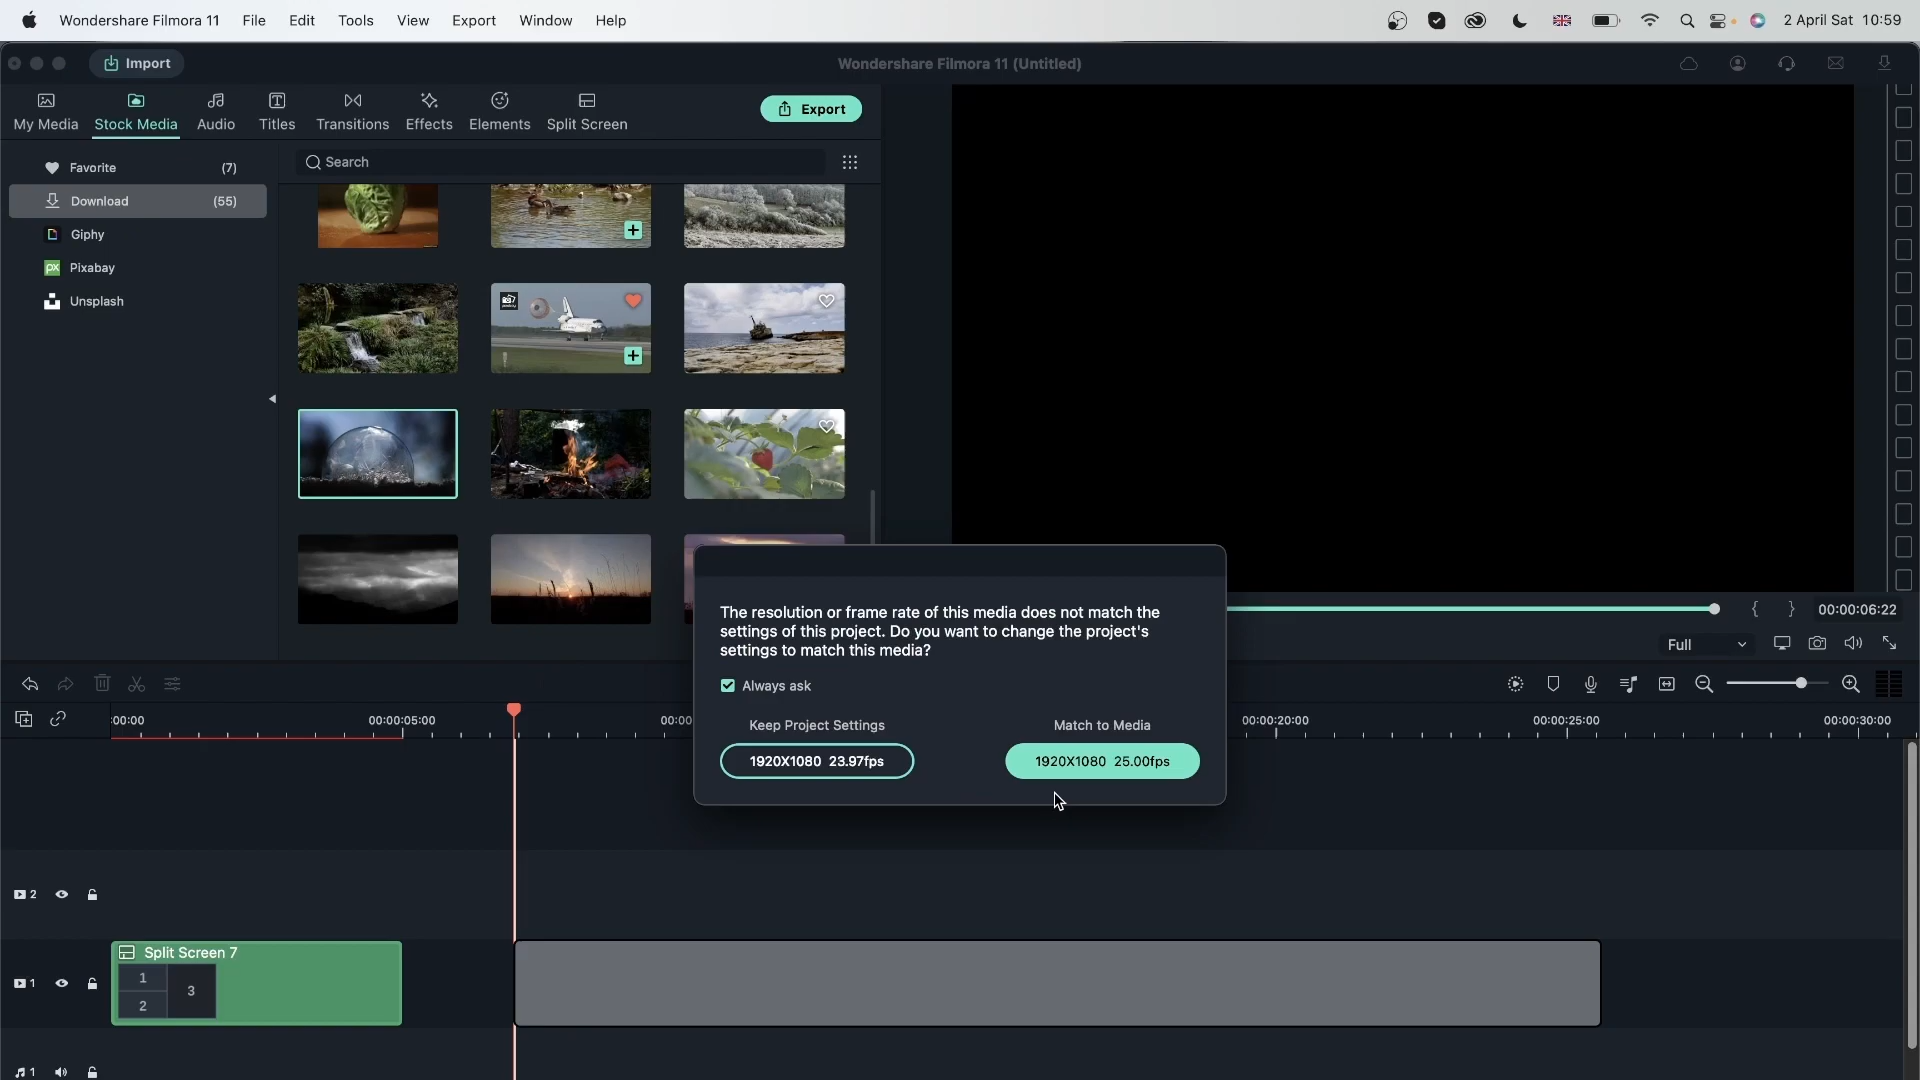 Wondershare Filmora 11 File Edit Tools View Export Window Help 2 April Sat 10:59
Import Wondershare Filmora 11 (Untitled)
My Media Stock Media Audio Titles Transitions Effects Elements Split Screen Export
Favorite (7)
Search
Download (55)
Giphy
Pixabay
Unsplash
The resolution or frame rate of this media does not match the
settings of this project. Do you want to change the project's
settings to match this media?
Always ask
Keep Project Settings Match to Media
1920X1080 23.97fps 1920X1080 25.00fps
{ } 00:00:06:22
Full
:00:00 00:00:05:00 00:00 00:00:20:00 00:00:25:00 00:00:30:00
2
Split Screen 7
1
2
3
1
1